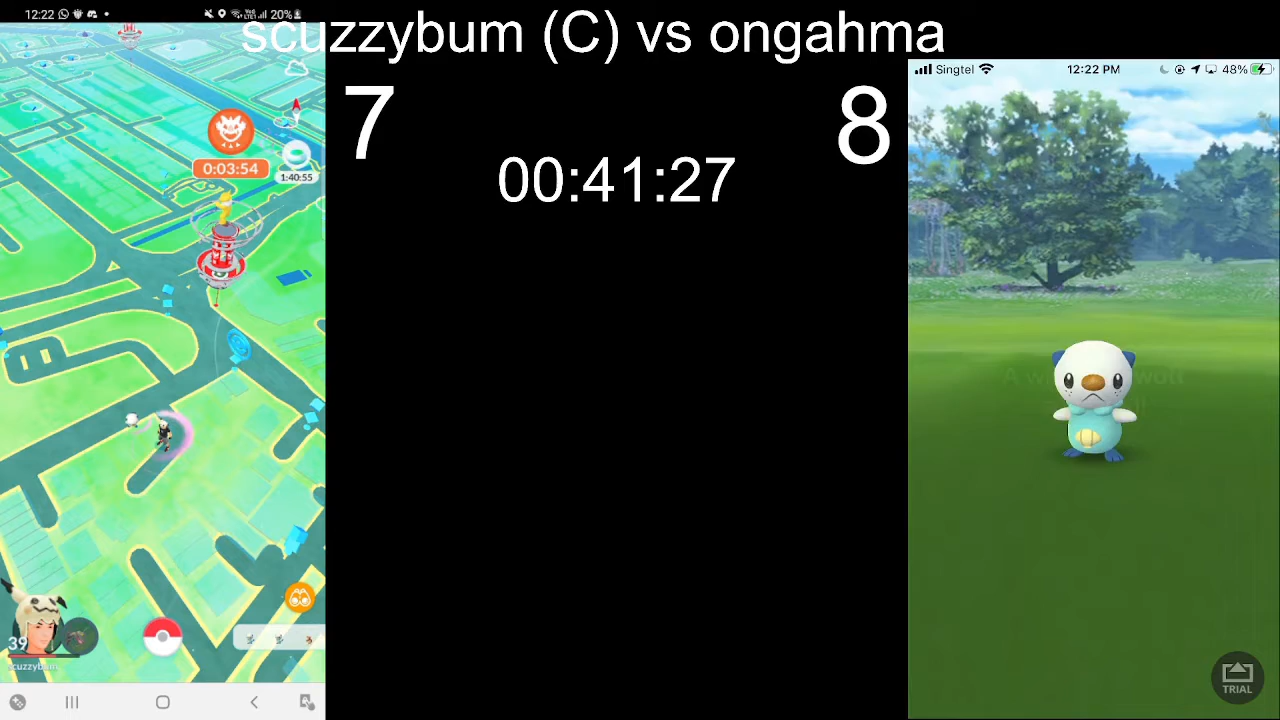 12:22
20%
scuzzybum (C) vs ongahma
7
8
00:41:27
0:03:54
1:40:55
39
scuzzybum
Singtel
12:22 PM
48%
TRIAL